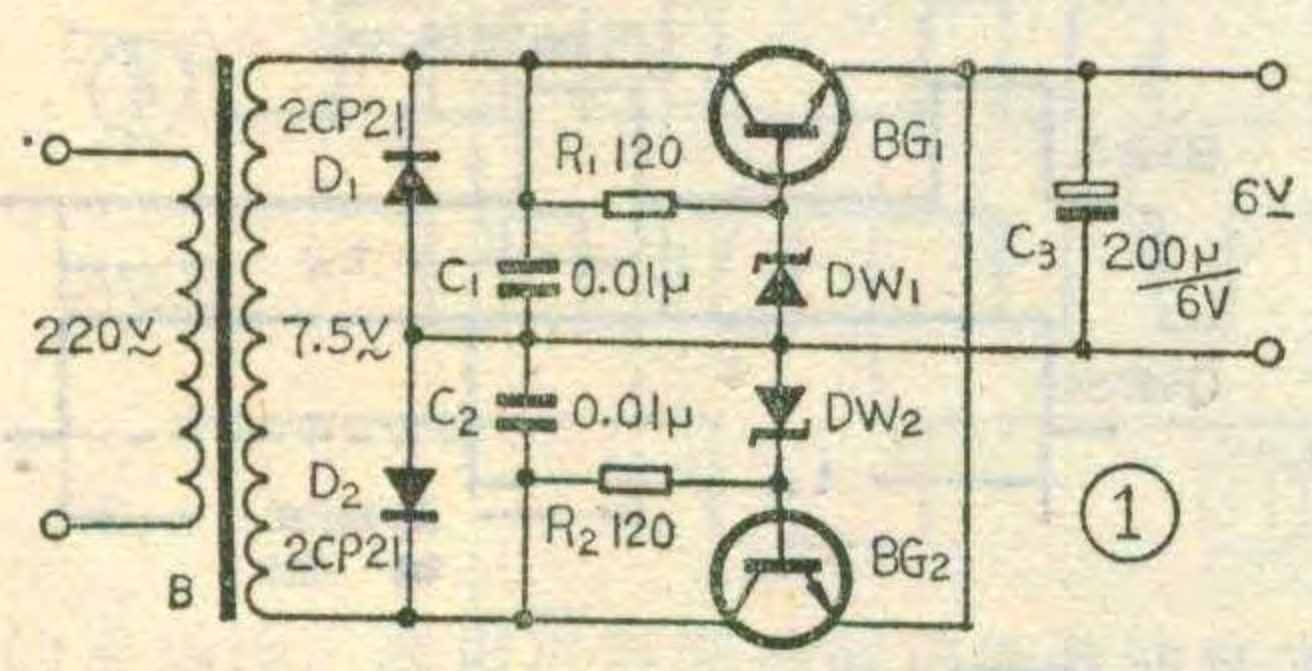 2CP21
D₁
R₁ 120
BG₁
6V
C₁ 0.01μ
DW₁
C₃ 200μ/6V
220V~
7.5V~
C₂ 0.01μ
DW₂
D₂
2CP21
R₂ 120
BG₂
B
①